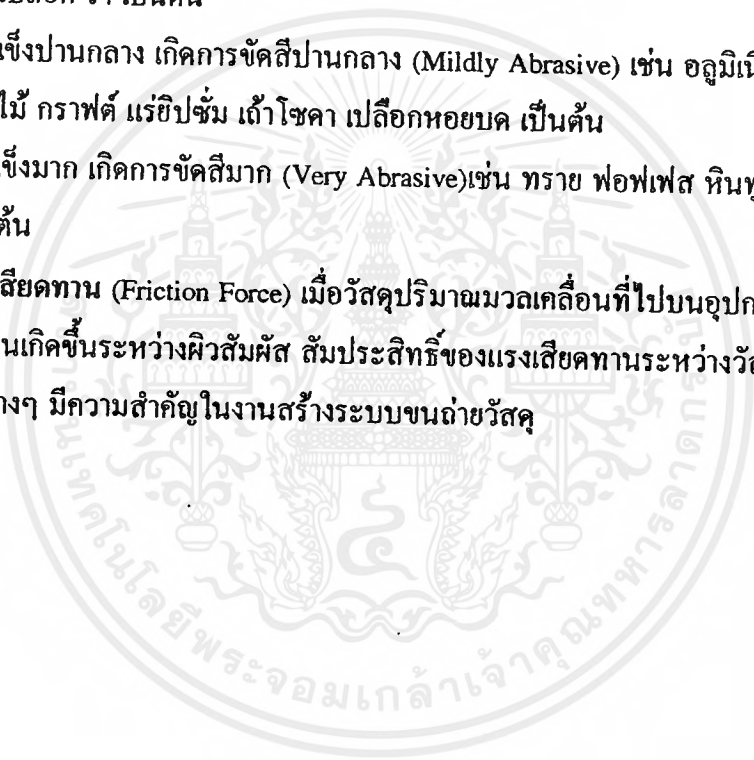 เป็นต้น
แข็งปานกลาง เกิดการขัดสีปานกลาง (Mildly Abrasive) เช่น
ไม้ กราฟต์ แร่ยิปซั่ม เถ้าโซดา เปลือกหอยบด เป็นต้น
แข็งมาก เกิดการขัดสีมาก (Very Abrasive)เช่น ทราย ฟอฟเฟส
ต้น
เสียดทาน (Friction Force) เมื่อวัสดุปริมาณมวลเคลื่อนที่ไปบน
นเกิดขึ้นระหว่างผิวสัมผัส สัมประสิทธิ์ของแรงเสียดทานระหว่าง
างๆ มีความสำคัญในงานสร้างระบบขนถ่ายวัสดุ